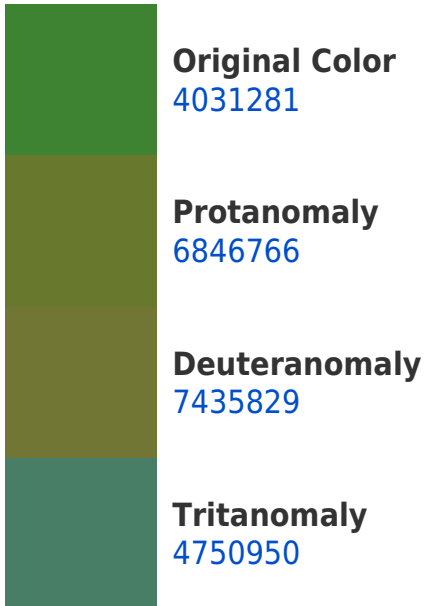 Original Color
4031281
Protanomaly
6846766
Deuteranomaly
7435829
Tritanomaly
4750950